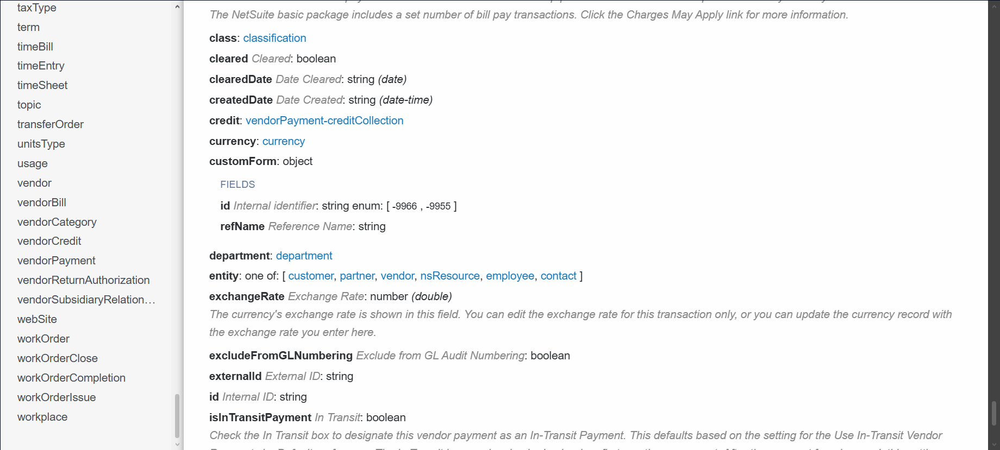 taxType
term
timeBill
timeEntry
timeSheet
topic
transferOrder
unitsType
usage
vendor
vendorBill
vendorCategory
vendorCredit
vendorPayment
vendorReturnAuthorization
vendorSubsidiaryRelation…
webSite
workOrder
workOrderClose
workOrderCompletion
workOrderIssue
workplace
The NetSuite basic package includes a set number of bill pay transactions. Click the Charges May Apply link for more information.
class: classification
cleared Cleared: boolean
clearedDate Date Cleared: string (date)
createdDate Date Created: string (date-time)
credit: vendorPayment-creditCollection
currency: currency
customForm: object
FIELDS
id Internal identifier: string enum: [ -9966 , -9955 ]
refName Reference Name: string
department: department
entity: one of: [ customer, partner, vendor, nsResource, employee, contact ]
exchangeRate Exchange Rate: number (double)
The currency's exchange rate is shown in this field. You can edit the exchange rate for this transaction only, or you can update the currency record with
the exchange rate you enter here.
excludeFromGLNumbering Exclude from GL Audit Numbering: boolean
externalId External ID: string
id Internal ID: string
isInTransitPayment In Transit: boolean
Check the In Transit box to designate this vendor payment as an In-Transit Payment. This defaults based on the setting for the Use In-Transit Vendor